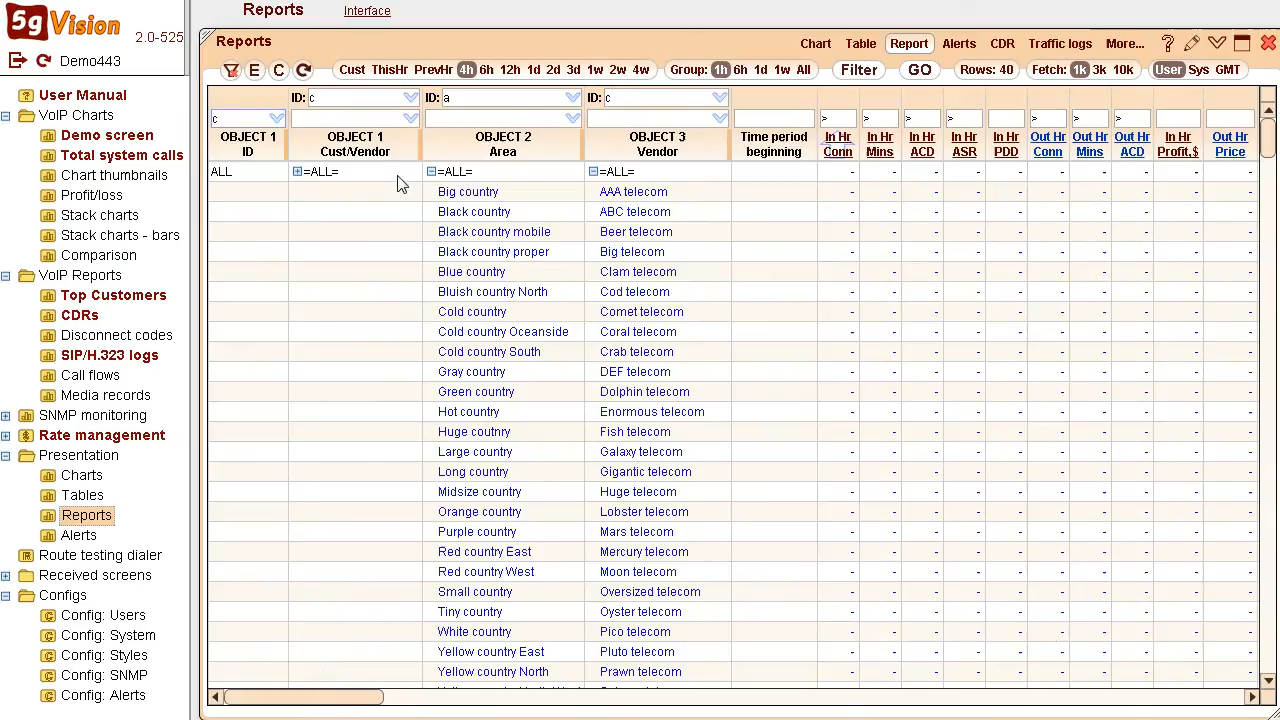 5gVision
2.0-525
Demo443
User Manual
VoIP Charts
Demo screen
Total system calls
Chart thumbnails
Profit/loss
Stack charts
Stack charts - bars
Comparison
VoIP Reports
Top Customers
CDRs
Disconnect codes
SIP/H.323 logs
Call flows
Media records
SNMP monitoring
Rate management
Presentation
Charts
Tables
Reports
Alerts
Route testing dialer
Received screens
Configs
Config: Users
Config: System
Config: Styles
Config: SNMP
Config: Alerts
Reports Interface
Reports Chart Table Report Alerts CDR Traffic logs More... ?
E C Cust ThisHr PrevHr 4h 6h 12h 1d 2d 3d 1w 2w 4w Group: 1h 6h 1d 1w All Filter GO Rows: 40 Fetch: 1k 3k 10k User Sys GMT
ID: c ID: a ID: c
c > > > > > > > >
OBJECT 1 ID OBJECT 1 Cust/Vendor OBJECT 2 Area OBJECT 3 Vendor Time period beginning In Hr Conn In Hr Mins In Hr ACD In Hr ASR In Hr PDD Out Hr Conn Out Hr Mins Out Hr ACD In Hr Profit,$ Out Hr Price
ALL =ALL= =ALL= =ALL= - - - - - - - - - -
Big country AAA telecom - - - - - - - - - -
Black country ABC telecom - - - - - - - - - -
Black country mobile Beer telecom - - - - - - - - - -
Black country proper Big telecom - - - - - - - - - -
Blue country Clam telecom - - - - - - - - - -
Bluish country North Cod telecom - - - - - - - - - -
Cold country Comet telecom - - - - - - - - - -
Cold country Oceanside Coral telecom - - - - - - - - - -
Cold country South Crab telecom - - - - - - - - - -
Gray country DEF telecom - - - - - - - - - -
Green country Dolphin telecom - - - - - - - - - -
Hot country Enormous telecom - - - - - - - - - -
Huge coutnry Fish telecom - - - - - - - - - -
Large country Galaxy telecom - - - - - - - - - -
Long country Gigantic telecom - - - - - - - - - -
Midsize country Huge telecom - - - - - - - - - -
Orange country Lobster telecom - - - - - - - - - -
Purple country Mars telecom - - - - - - - - - -
Red country East Mercury telecom - - - - - - - - - -
Red country West Moon telecom - - - - - - - - - -
Small country Oversized telecom - - - - - - - - - -
Tiny country Oyster telecom - - - - - - - - - -
White country Pico telecom - - - - - - - - - -
Yellow country East Pluto telecom - - - - - - - - - -
Yellow country North Prawn telecom - - - - - - - - - -